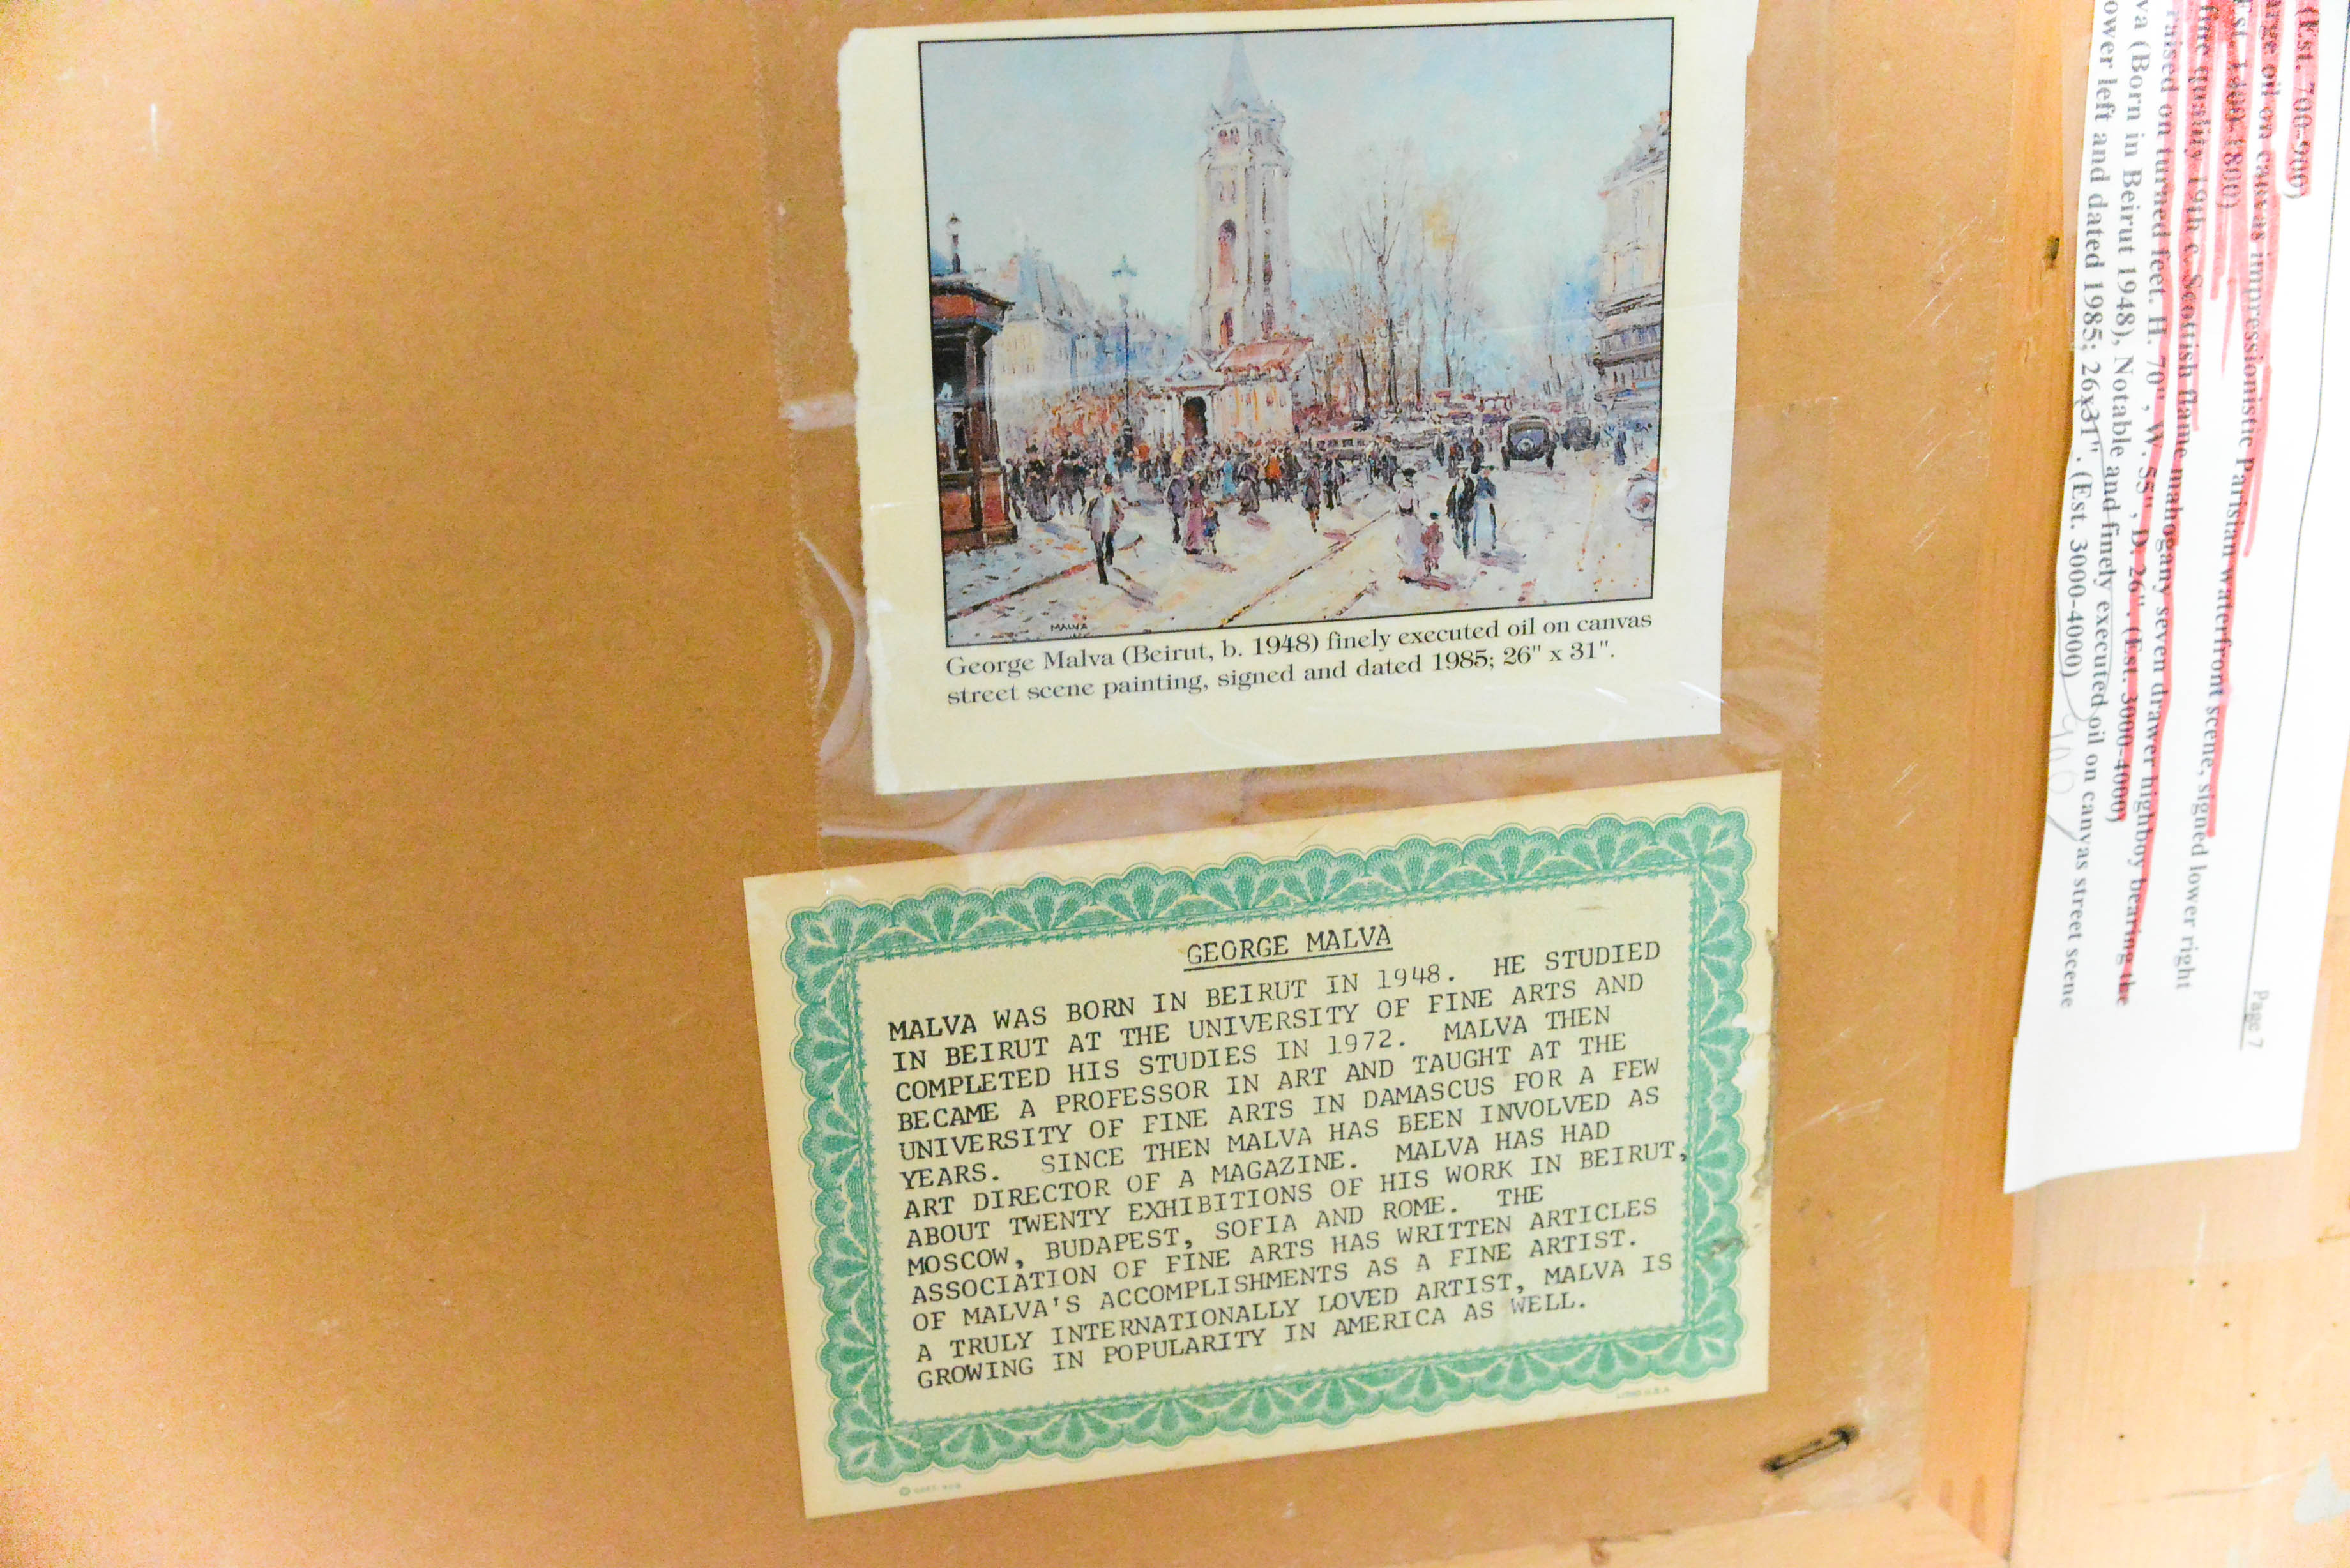 MALVA
George Malva (Beirut, b. 1948) finely executed oil on canvas
street scene painting, signed and dated 1985; 26" x 31".
GEORGE MALVA
MALVA WAS BORN IN BEIRUT IN 1948. HE STUDIED
IN BEIRUT AT THE UNIVERSITY OF FINE ARTS AND
COMPLETED HIS STUDIES IN 1972. MALVA THEN
BECAME A PROFESSOR IN ART AND TAUGHT AT THE
UNIVERSITY OF FINE ARTS IN DAMASCUS FOR A FEW
YEARS. SINCE THEN MALVA HAS BEEN INVOLVED AS
ART DIRECTOR OF A MAGAZINE. MALVA HAS HAD
ABOUT TWENTY EXHIBITIONS OF HIS WORK IN BEIRUT,
MOSCOW, BUDAPEST, SOFIA AND ROME. THE
ASSOCIATION OF FINE ARTS HAS WRITTEN ARTICLES
OF MALVA'S ACCOMPLISHMENTS AS A FINE ARTIST.
A TRULY INTERNATIONALLY LOVED ARTIST, MALVA IS
GROWING IN POPULARITY IN AMERICA AS WELL.
Page 7
(Est. 700-900)
arge oil on canvas impressionistic Parisian waterfront scene, signed lower right
Est. 1400-1800)
fine quality 19th c. Scottish flame mahogany seven drawer highboy bearing the
raised on turned feet. H. 70", W. 55", D. 26". (Est. 3000-4000)
va (Born in Beirut 1948), Notable and finely executed oil on canvas street scene
ower left and dated 1985; 26x31". (Est. 3000-4000)